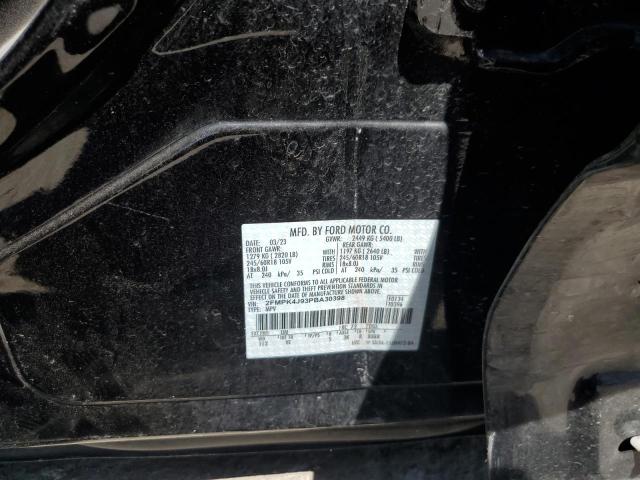 MFD. BY FORD MOTOR CO.
DATE: 03/23 GVWR: 2449 KG ( 5400 LB)
FRONT GAWR: REAR GAWR:
1279 KG ( 2820 LB) 1197 KG ( 2640 LB)
245/60R18 105V TIRES 245/60R18 105V
18x8.0J RIMS 18x8.0J
AT 240 kPa/ 35 PSI COLD AT 240 kPa/ 35 PSI COLD
THIS VEHICLE CONFORMS TO ALL APPLICABLE FEDERAL MOTOR
VEHICLE SAFETY AND THEFT PREVENTION STANDARDS IN EFFECT ON THE
DATE OF MANUFACTURE SHOWN ABOVE.
VIN: 2FMPK4J93PBA30398
TYPE: MPV